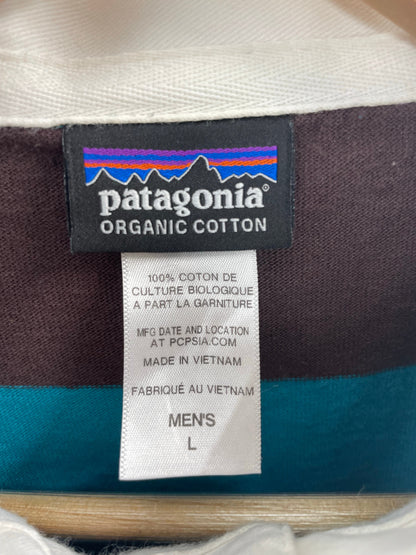 patagonia®
ORGANIC COTTON
100% COTON DE
CULTURE BIOLOGIQUE
A PART LA GARNITURE
MFG DATE AND LOCATION
AT PCPSIA.COM
MADE IN VIETNAM
FABRIQUÉ AU VIETNAM
MEN'S
L